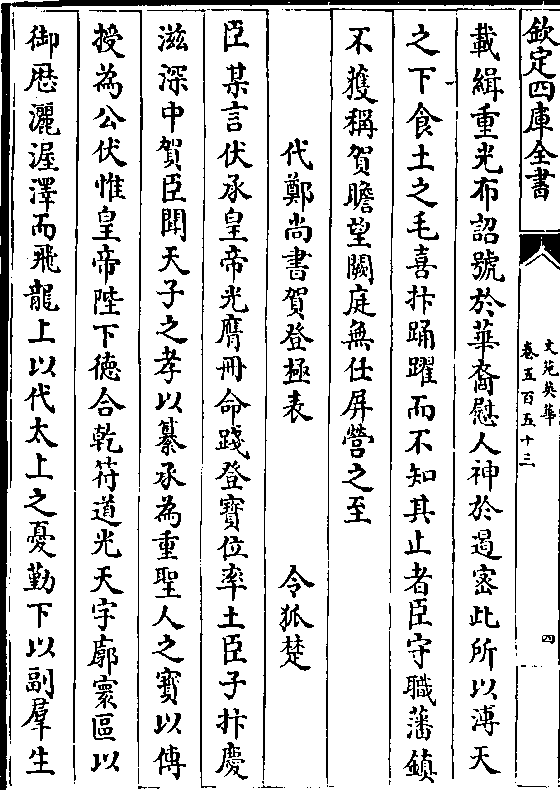 欽定四庫全書
文苑英華
卷五百五十三
四
載緝重光布詔號於華裔慰人神於遏密此所以溥天
之下食土之毛喜抃踊躍而不知其止者臣守職藩鎮
不獲稱賀瞻望闕庭無任屏營之至
代鄭尚書賀登極表 令狐楚
臣某言伏承皇帝光膺冊命踐登寶位率土臣子抃慶
滋深中賀臣聞天子之孝以纂承為重聖人之寶以傳
授為公伏惟皇帝陛下德合乾符道光天宇廓寰區以
御厯灑渥澤而飛龍上以代太上之憂勤下以副羣生